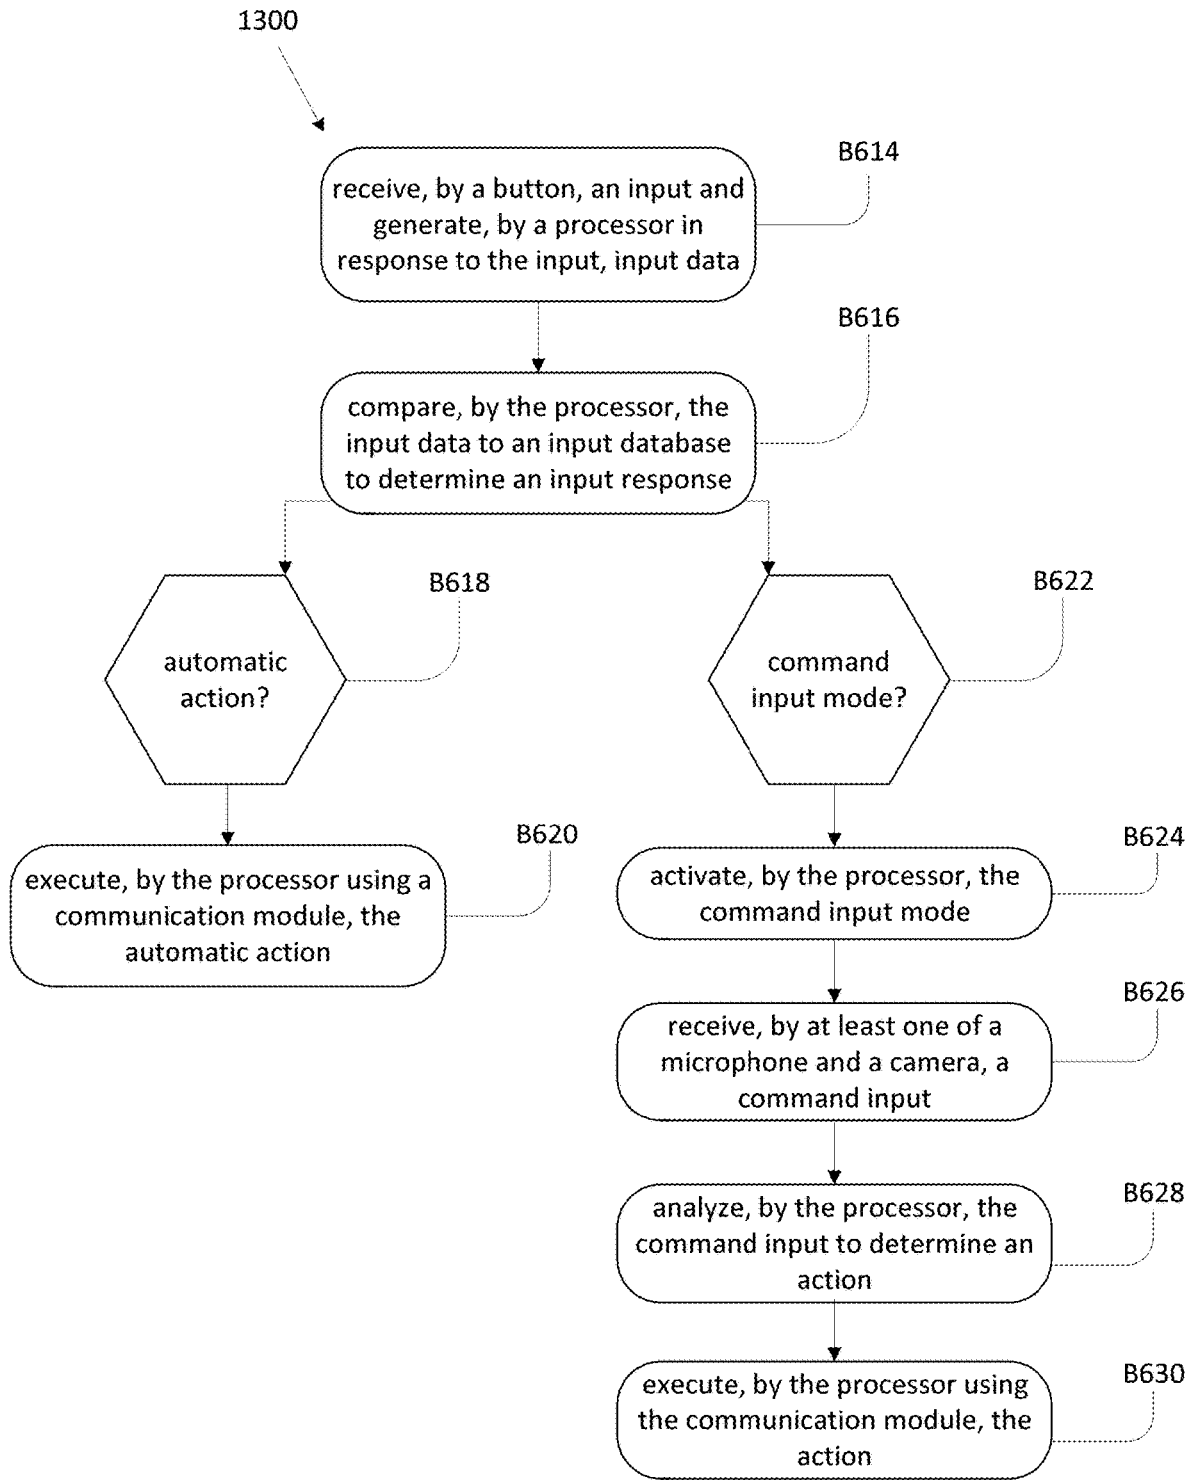 1300
B614
receive, by a button, an input and
generate, by a processor in
response to the input, input data
B616
compare, by the processor, the
input data to an input database
to determine an input response
B618
automatic
action?
B622
command
input mode?
B620
execute, by the processor using a
communication module, the
automatic action
B624
activate, by the processor, the
command input mode
B626
receive, by at least one of a
microphone and a camera, a
command input
B628
analyze, by the processor, the
command input to determine an
action
B630
execute, by the processor using
the communication module, the
action